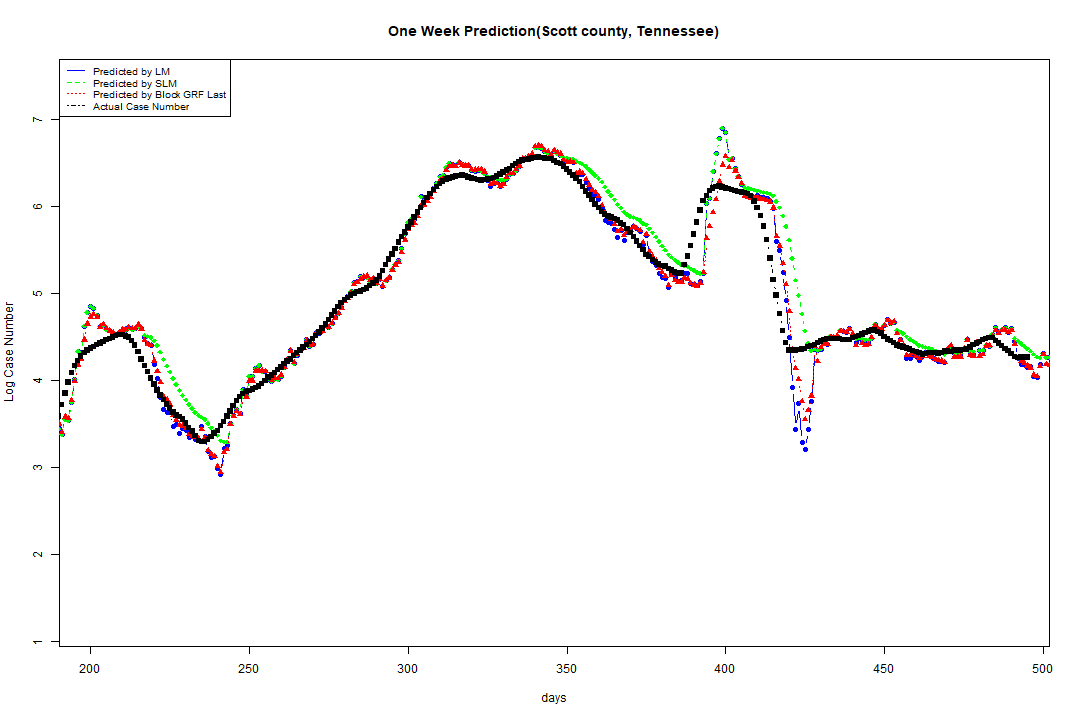 One Week Prediction(Scott county, Tennessee)
Predicted by LM
Predicted by SLM
Predicted by Block GRF Last
Actual Case Number
7
6
5
4
3
2
1
Log Case Number
200 250 300 350 400 450 500
days